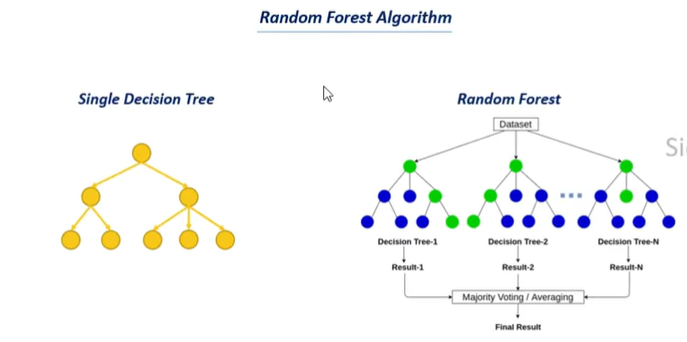 Random Forest Algorithm
Single Decision Tree
Random Forest
Dataset
Si
Decision Tree-1
Decision Tree-2
Decision Tree-N
Result-1
Result-2
Result-N
Majority Voting / Averaging
Final Result